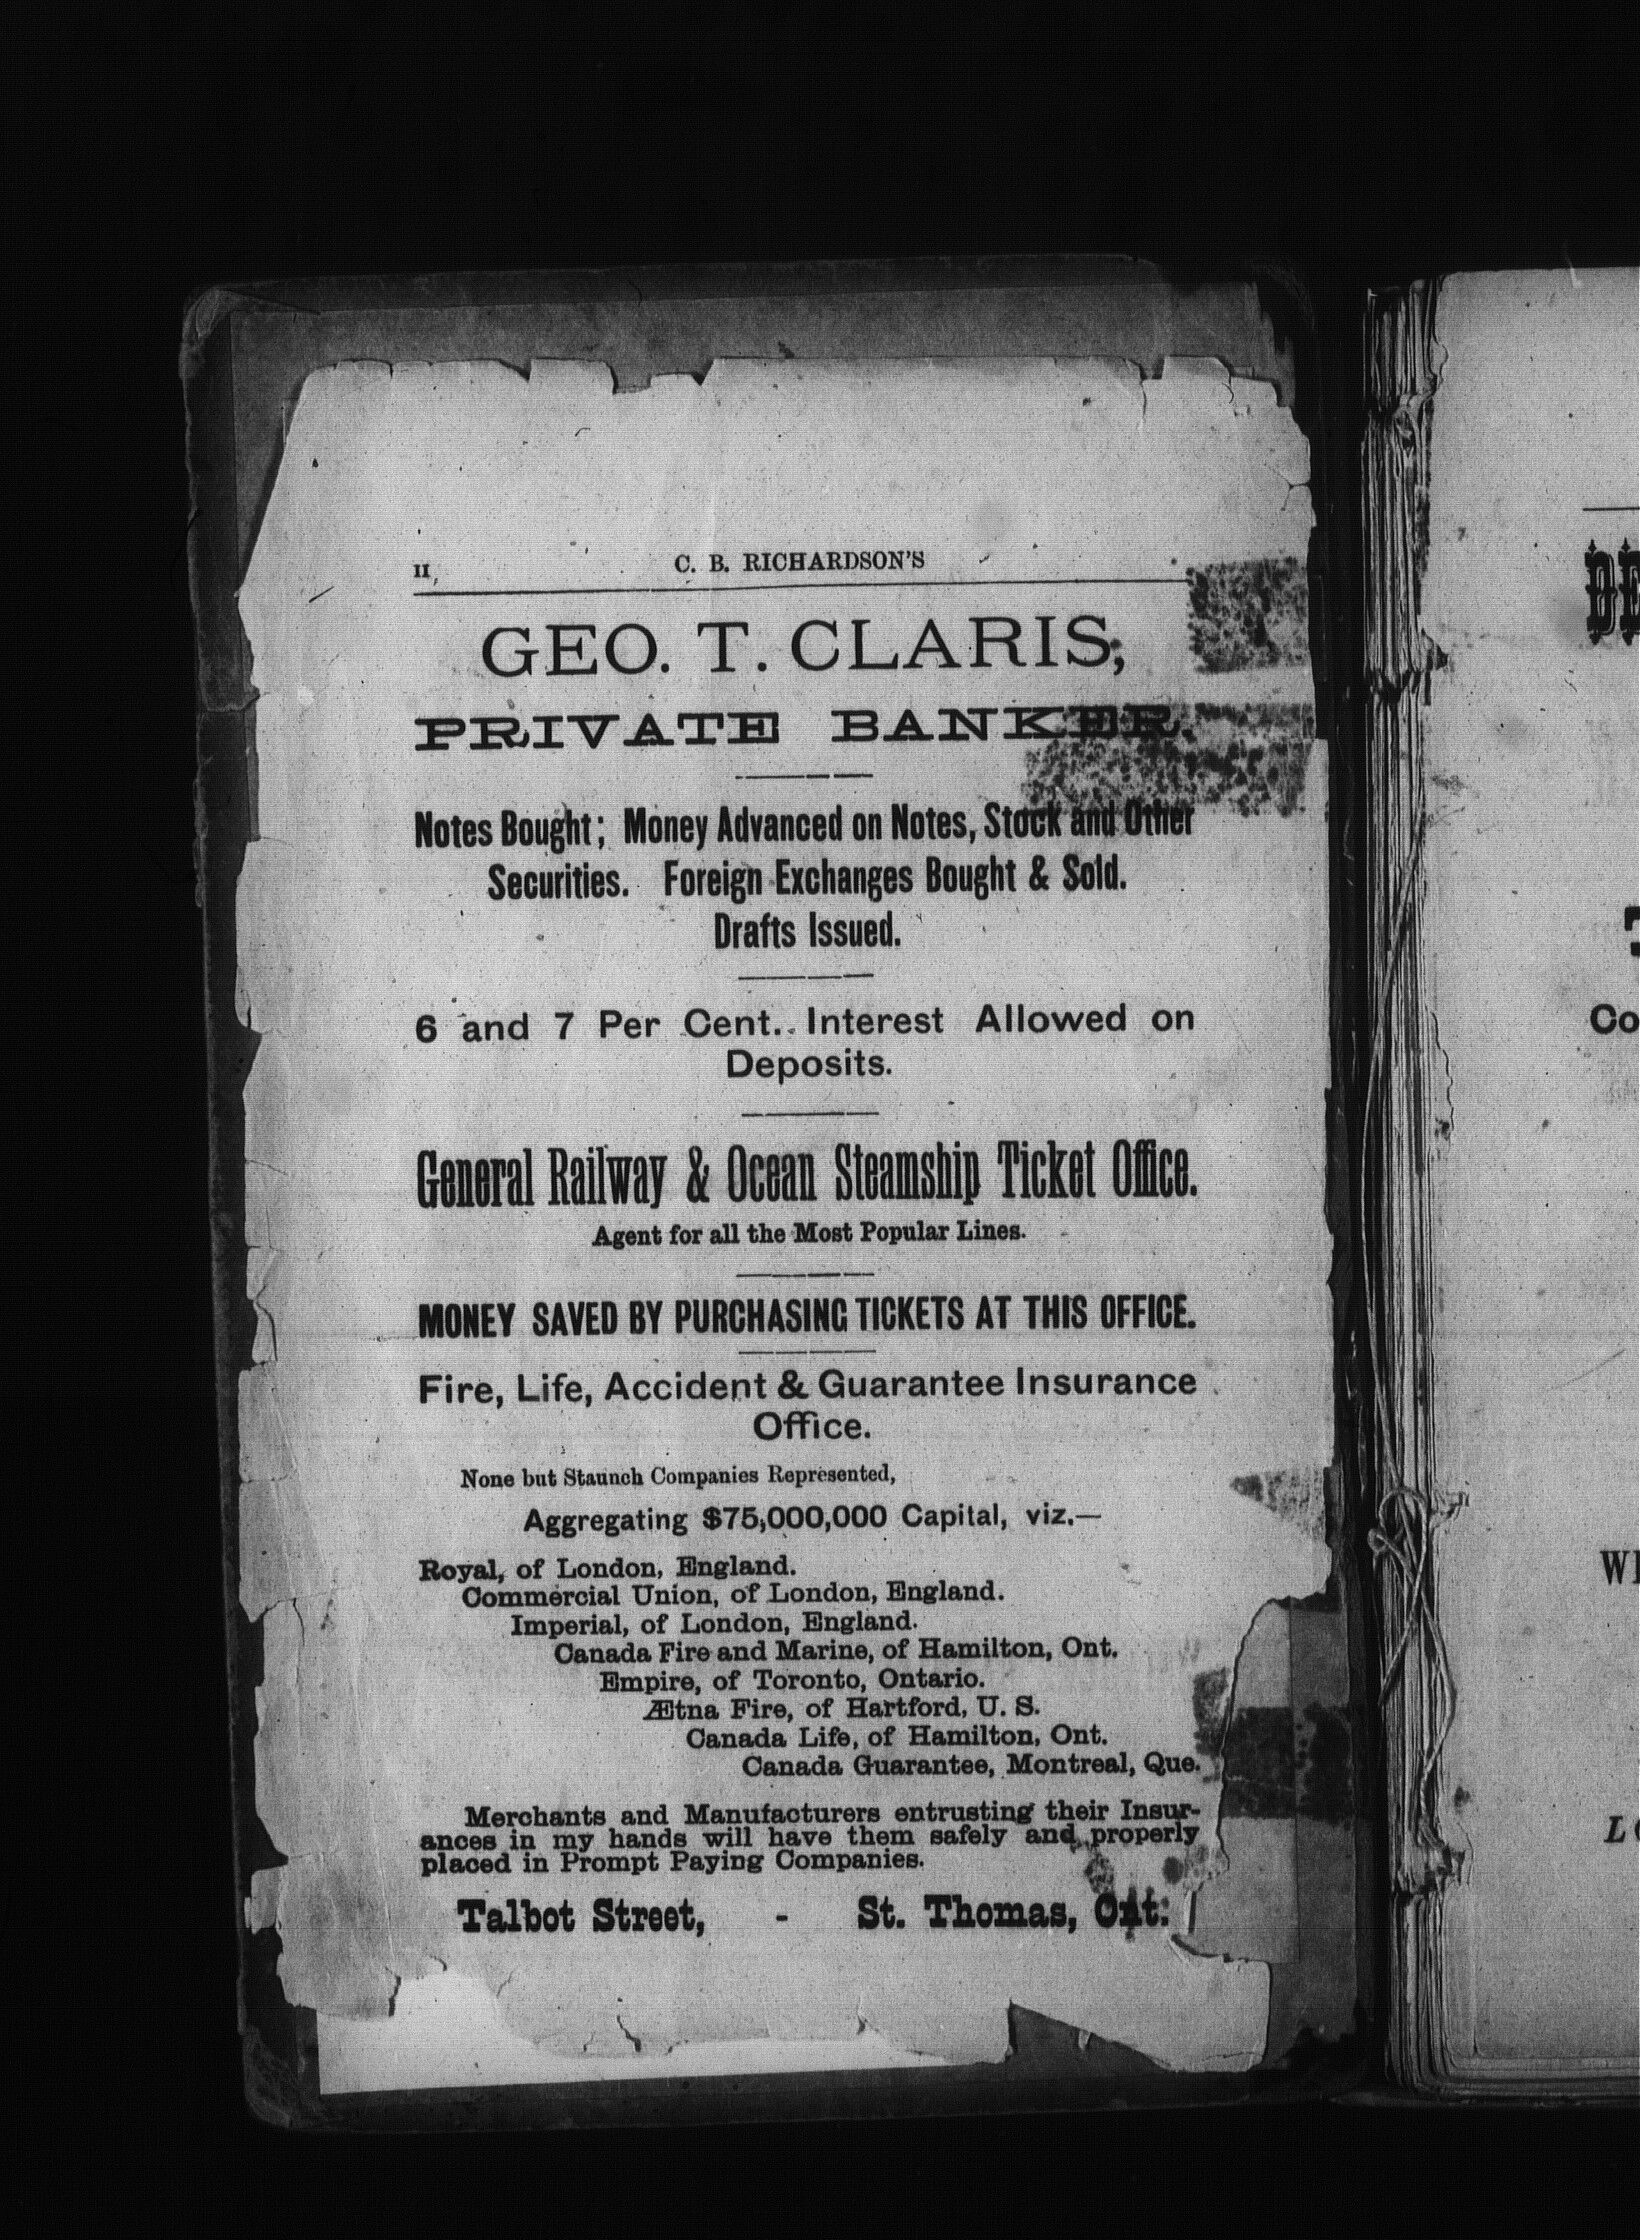 II
C. B. RICHARDSON'S
GEO. T. CLARIS,
PRIVATE BANKER.
Notes Bought; Money Advanced on Notes, Stock and Other
Securities. Foreign Exchanges Bought & Sold.
Drafts Issued.
6 and 7 Per Cent. Interest Allowed on
Deposits.
General Railway & Ocean Steamship Ticket Office.
Agent for all the Most Popular Lines.
MONEY SAVED BY PURCHASING TICKETS AT THIS OFFICE.
Fire, Life, Accident & Guarantee Insurance
Office.
None but Staunch Companies Represented,
Aggregating $75,000,000 Capital, viz.—
Royal, of London, England.
Commercial Union, of London, England.
Imperial, of London, England.
Canada Fire and Marine, of Hamilton, Ont.
Empire, of Toronto, Ontario.
Ætna Fire, of Hartford, U. S.
Canada Life, of Hamilton, Ont.
Canada Guarantee, Montreal, Que.
Merchants and Manufacturers entrusting their Insur-
ances in my hands will have them safely and properly
placed in Prompt Paying Companies.
Talbot Street, - St. Thomas, Ont.